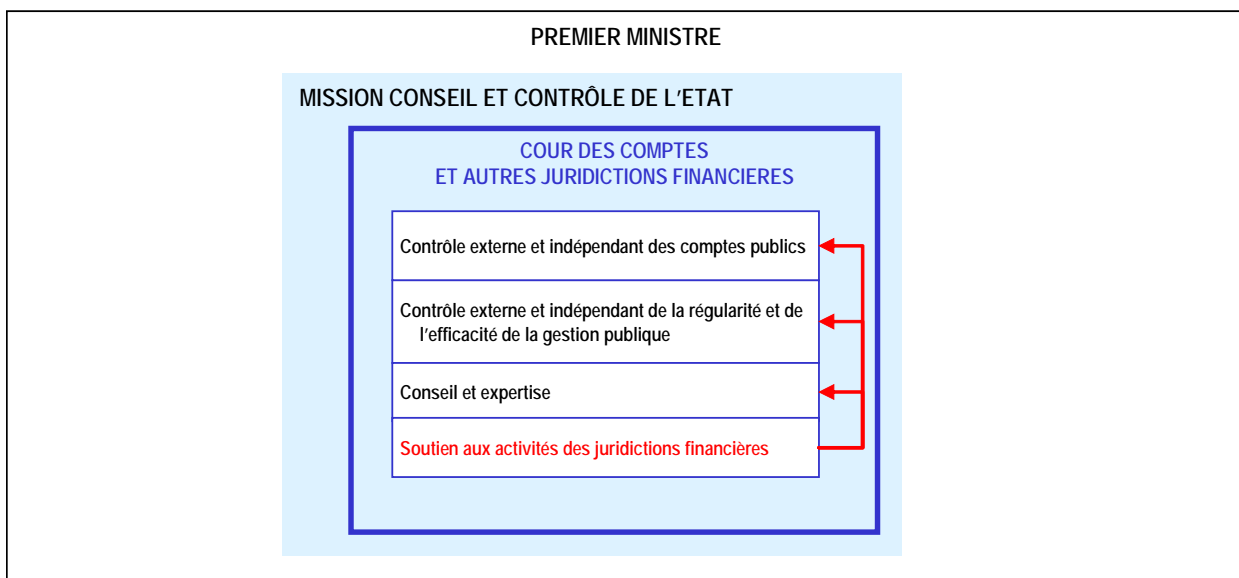 PREMIER MINISTRE
MISSION CONSEIL ET CONTRÔLE DE L'ETAT
COUR DES COMPTES
ET AUTRES JURIDICTIONS FINANCIERES
Contrôle externe et indépendant des comptes publics
Contrôle externe et indépendant de la régularité et de
l'efficacité de la gestion publique
Conseil et expertise
Soutien aux activités des juridictions financières